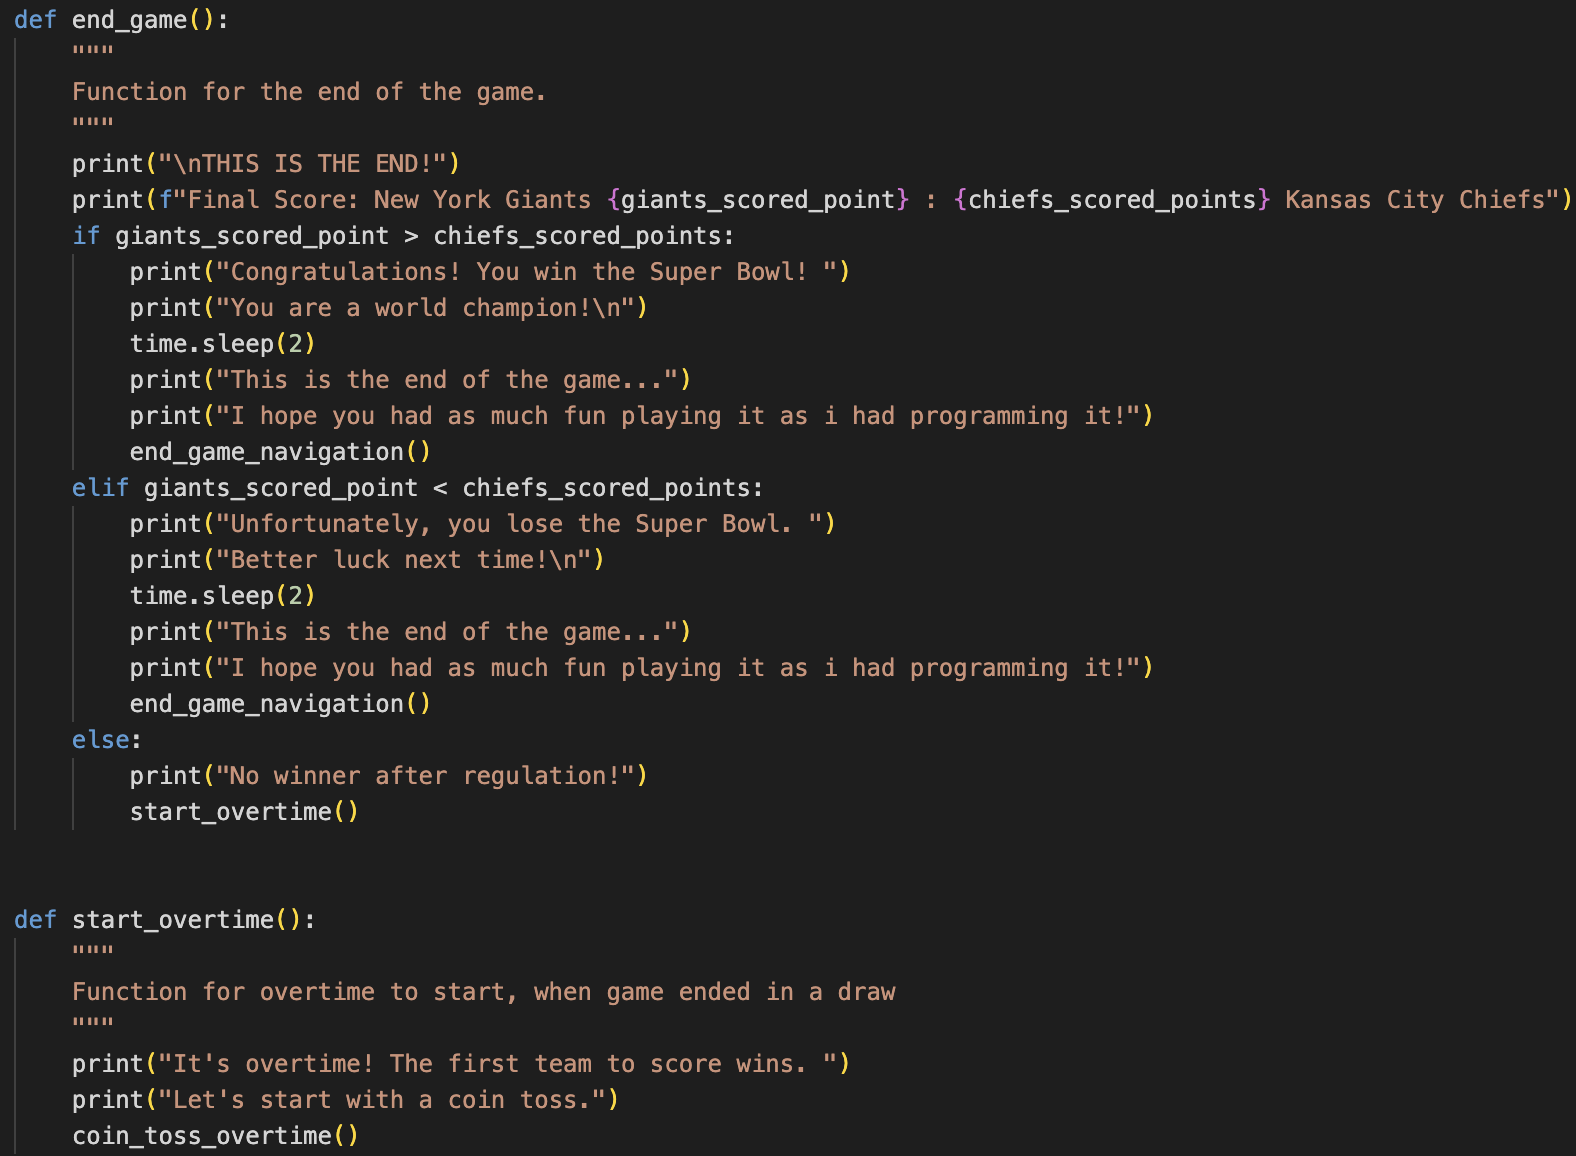 def end_game():
    """
    Function for the end of the game.
    """
    print("\nTHIS IS THE END!")
    print(f"Final Score: New York Giants {giants_scored_point} : {chiefs_scored_points} Kansas City Chiefs")
    if giants_scored_point > chiefs_scored_points:
        print("Congratulations! You win the Super Bowl! ")
        print("You are a world champion!\n")
        time.sleep(2)
        print("This is the end of the game...")
        print("I hope you had as much fun playing it as i had programming it!")
        end_game_navigation()
    elif giants_scored_point < chiefs_scored_points:
        print("Unfortunately, you lose the Super Bowl. ")
        print("Better luck next time!\n")
        time.sleep(2)
        print("This is the end of the game...")
        print("I hope you had as much fun playing it as i had programming it!")
        end_game_navigation()
    else:
        print("No winner after regulation!")
        start_overtime()
def start_overtime():
    """
    Function for overtime to start, when game ended in a draw
    """
    print("It's overtime! The first team to score wins. ")
    print("Let's start with a coin toss.")
    coin_toss_overtime()